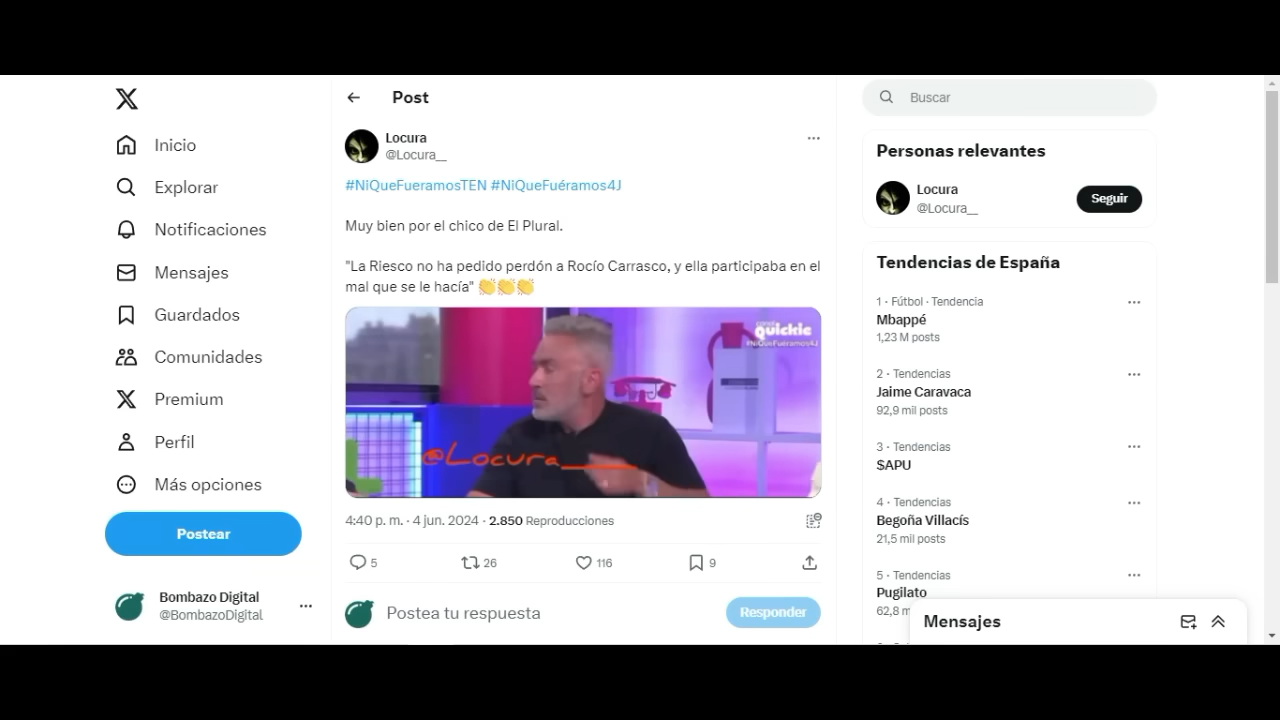 Post
Buscar
Inicio
Explorar
Notificaciones
Mensajes
Guardados
Comunidades
Premium
Perfil
Más opciones
Postear
Bombazo Digital
@BombazoDigital
Locura
@Locura__
#NiQueFueramosTEN #NiQueFuéramos4J
Muy bien por el chico de El Plural.
"La Riesco no ha pedido perdón a Rocío Carrasco, y ella participaba en el
mal que se le hacía" 👏👏👏
quickie
#NiQueFuéramos4J
@Locura____
4:40 p. m. · 4 jun. 2024 · 2.850 Reproducciones
5
26
116
9
Postea tu respuesta
Responder
Personas relevantes
Locura
@Locura__
Seguir
Tendencias de España
1 · Fútbol · Tendencia
Mbappé
1,23 M posts
2 · Tendencias
Jaime Caravaca
92,9 mil posts
3 · Tendencias
$APU
4 · Tendencias
Begoña Villacís
21,5 mil posts
5 · Tendencias
Pugilato
62,8 m
Mensajes